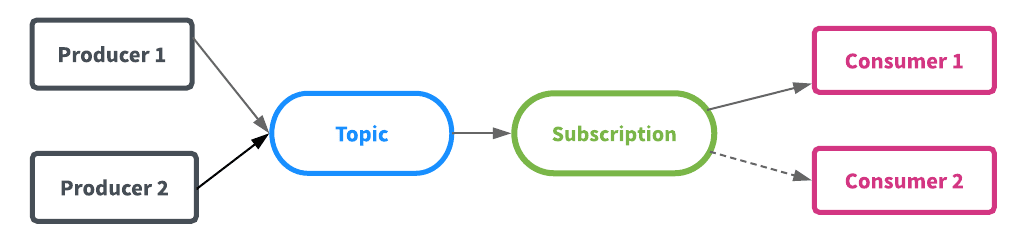 Producer 1
Producer 2
Topic
Subscription
Consumer 1
Consumer 2